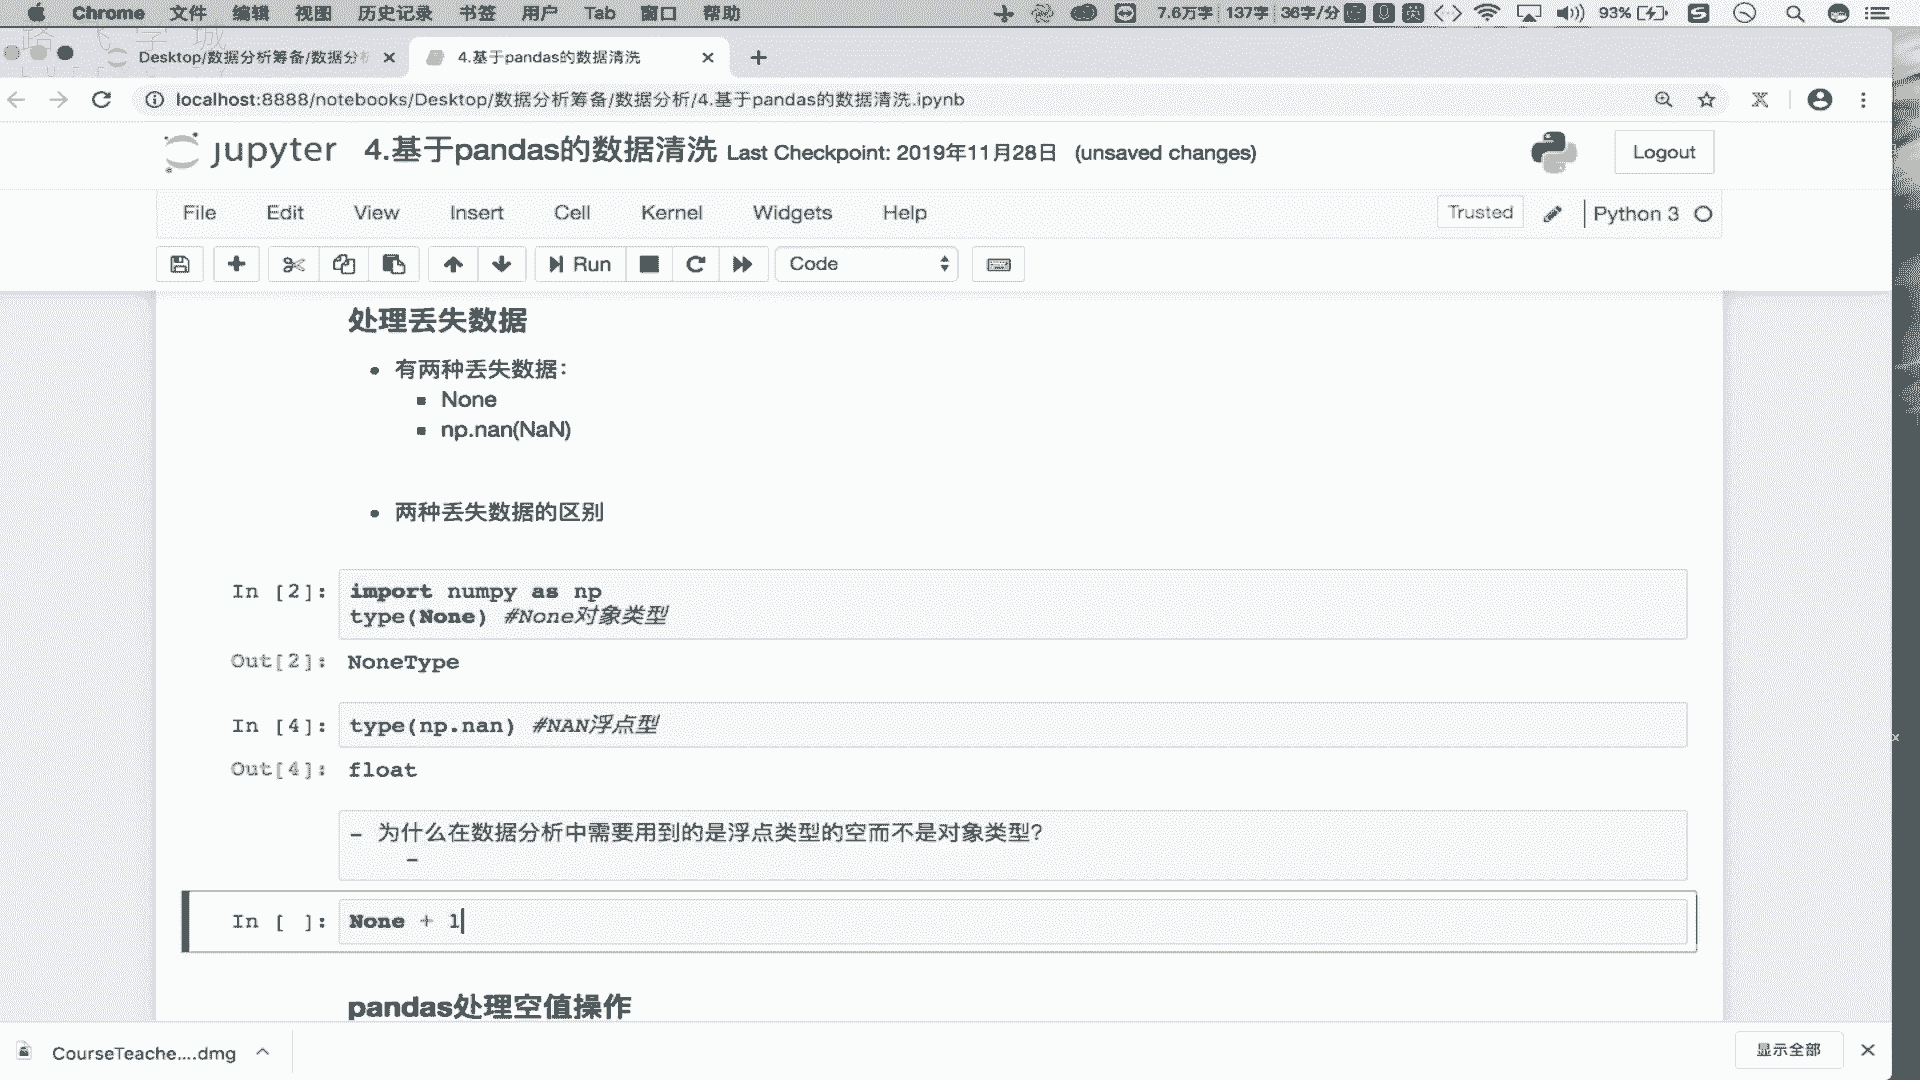 Chrome 文件 编辑 视图 历史记录 书签 用户 Tab 窗口 帮助 7.6万字 137字 36字/分 英 93%
路飞学城
Desktop/数据分析筹备/数据分 4.基于pandas的数据清洗
localhost:8888/notebooks/Desktop/数据分析筹备/数据分析/4.基于pandas的数据清洗.ipynb
jupyter 4.基于pandas的数据清洗 Last Checkpoint: 2019年11月28日 (unsaved changes) Logout
File Edit View Insert Cell Kernel Widgets Help Trusted Python 3
Run Code
处理丢失数据
有两种丢失数据：
None
np.nan(NaN)
两种丢失数据的区别
In [2]: import numpy as np
type(None) #None对象类型
Out[2]: NoneType
In [4]: type(np.nan) #NAN浮点型
Out[4]: float
- 为什么在数据分析中需要用到的是浮点类型的空而不是对象类型？
-
In [ ]: None + 1
pandas处理空值操作
CourseTeache....dmg 显示全部